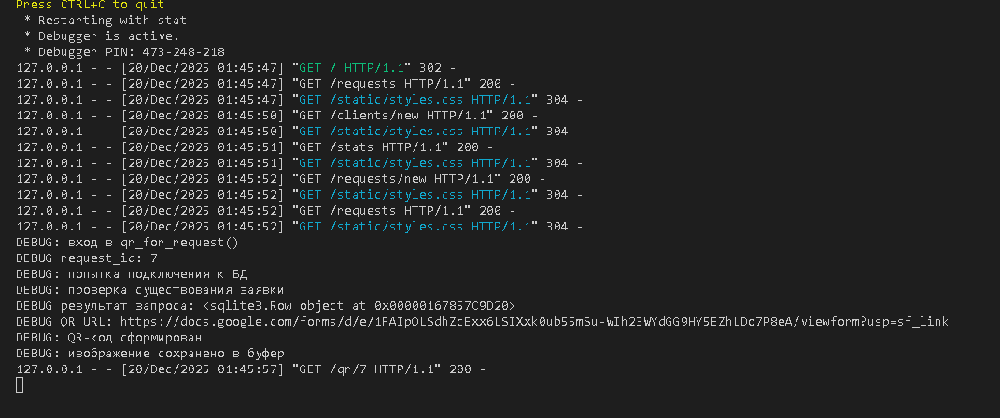 Press CTRL+C to quit
 * Restarting with stat
 * Debugger is active!
 * Debugger PIN: 473-248-218
127.0.0.1 - - [20/Dec/2025 01:45:47] "GET / HTTP/1.1" 302 -
127.0.0.1 - - [20/Dec/2025 01:45:47] "GET /requests HTTP/1.1" 200 -
127.0.0.1 - - [20/Dec/2025 01:45:47] "GET /static/styles.css HTTP/1.1" 304 -
127.0.0.1 - - [20/Dec/2025 01:45:50] "GET /clients/new HTTP/1.1" 200 -
127.0.0.1 - - [20/Dec/2025 01:45:50] "GET /static/styles.css HTTP/1.1" 304 -
127.0.0.1 - - [20/Dec/2025 01:45:51] "GET /stats HTTP/1.1" 200 -
127.0.0.1 - - [20/Dec/2025 01:45:51] "GET /static/styles.css HTTP/1.1" 304 -
127.0.0.1 - - [20/Dec/2025 01:45:52] "GET /requests/new HTTP/1.1" 200 -
127.0.0.1 - - [20/Dec/2025 01:45:52] "GET /static/styles.css HTTP/1.1" 304 -
127.0.0.1 - - [20/Dec/2025 01:45:52] "GET /requests HTTP/1.1" 200 -
127.0.0.1 - - [20/Dec/2025 01:45:52] "GET /static/styles.css HTTP/1.1" 304 -
DEBUG: вход в qr_for_request()
DEBUG request_id: 7
DEBUG: попытка подключения к БД
DEBUG: проверка существования заявки
DEBUG результат запроса: <sqlite3.Row object at 0x00000167857C9D20>
DEBUG QR URL: https://docs.google.com/forms/d/e/1FAIpQLSdhZcExx6LSIXxk0ub55mSu-WIh23WYdGG9HY5EZhLDo7P8eA/viewform?usp=sf_link
DEBUG: QR-код сформирован
DEBUG: изображение сохранено в буфер
127.0.0.1 - - [20/Dec/2025 01:45:57] "GET /qr/7 HTTP/1.1" 200 -